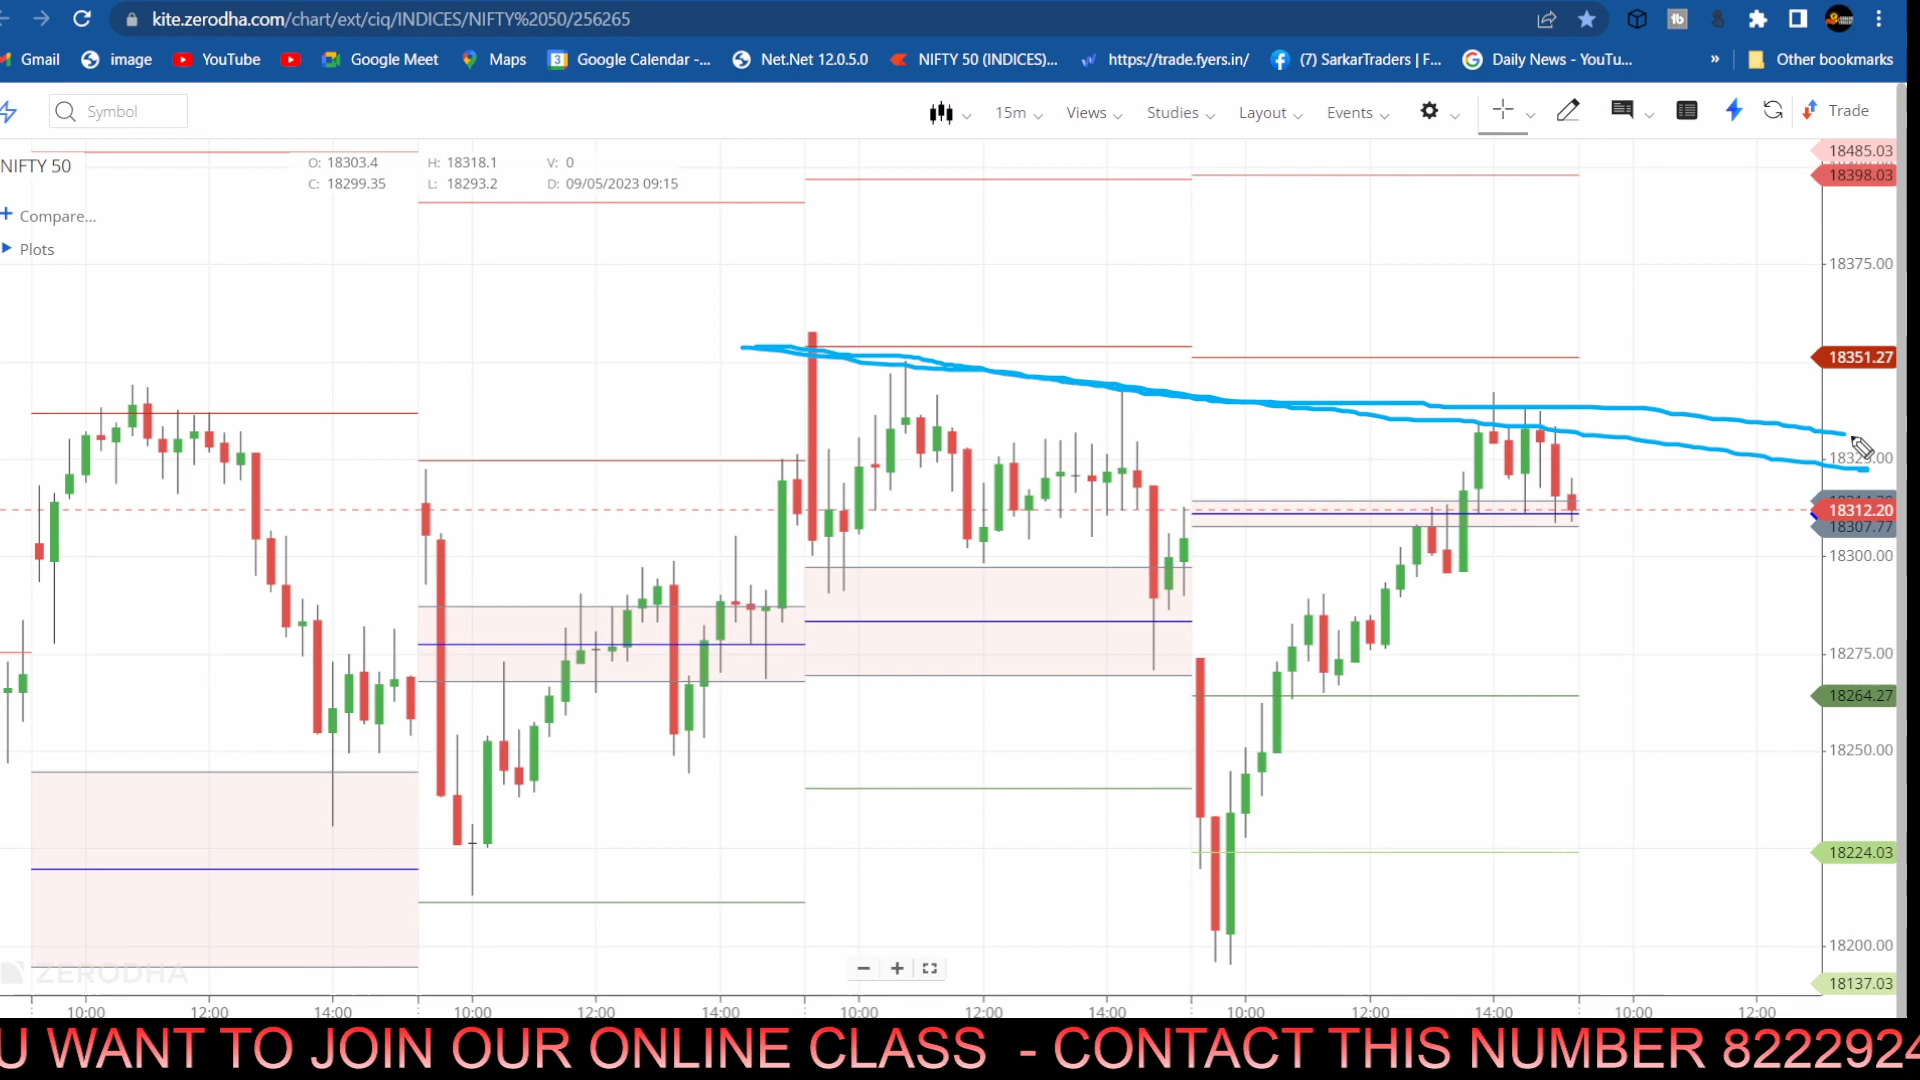 kite.zerodha.com/chart/ext/ciq/INDICES/NIFTY%2050/256265
Gmail image YouTube Google Meet Maps Google Calendar -... Net.Net 12.0.5.0 NIFTY 50 (INDICES)... https://trade.fyers.in/ (7) SarkarTraders | F... Daily News - YouTu... » Other bookmarks
Symbol 15m Views Studies Layout Events Trade
NIFTY 50
O: 18303.4 H: 18318.1 V: 0
C: 18299.35 L: 18293.2 D: 09/05/2023 09:15
+ Compare...
Plots
18485.03
18398.03
18375.00
18351.27
18312.20
18307.77
18300.00
18275.00
18264.27
18250.00
18224.03
18200.00
18137.03
ZERODHA
10:00 12:00 14:00 10:00 12:00 14:00 10:00 12:00 14:00 10:00 12:00 14:00 10:00 12:00
U WANT TO JOIN OUR ONLINE CLASS - CONTACT THIS NUMBER 8222924